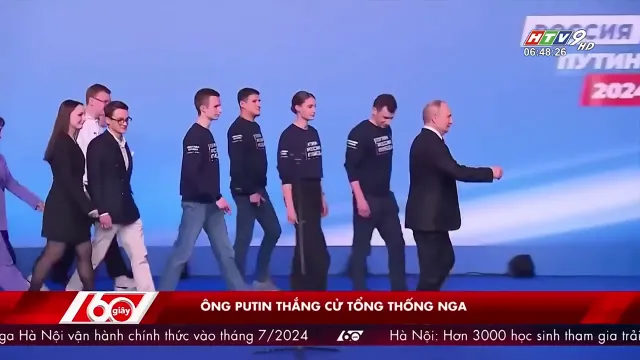 РОССИЯ
HTV9 HD
06:48:26
ПУТИН
2024
60 giây
ÔNG PUTIN THẮNG CỬ TỔNG THỐNG NGA
ga Hà Nội vận hành chính thức vào tháng 7/2024 60 Hà Nội: Hơn 3000 học sinh tham gia trải